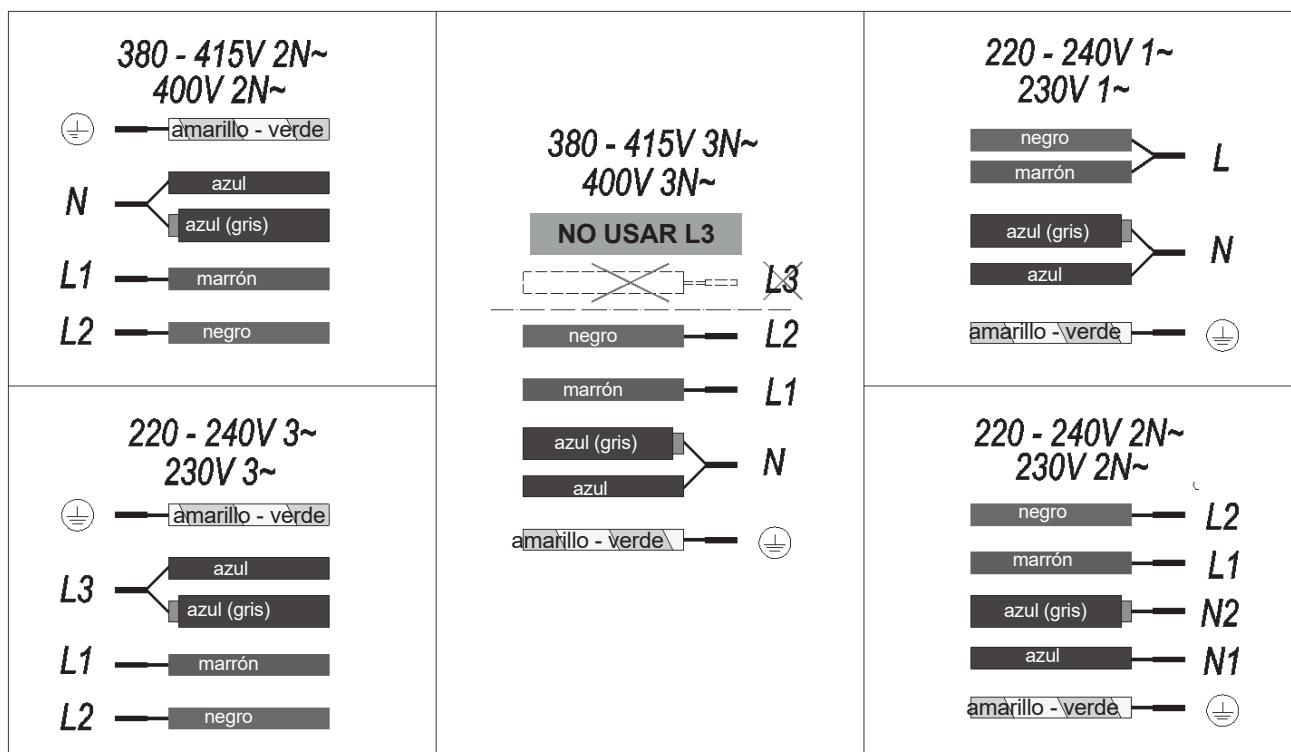 380 - 415V 2N~
400V 2N~
amarillo - verde
N
azul
azul (gris)
L1
marrón
L2
negro
220 - 240V 3~
230V 3~
amarillo - verde
L3
azul
azul (gris)
L1
marrón
L2
negro
380 - 415V 3N~
400V 3N~
NO USAR L3
L3
negro
L2
marrón
L1
azul (gris)
N
azul
amarillo - verde
220 - 240V 1~
230V 1~
negro
L
marrón
azul (gris)
N
azul
amarillo - verde
220 - 240V 2N~
230V 2N~
negro
L2
marrón
L1
azul (gris)
N2
azul
N1
amarillo - verde